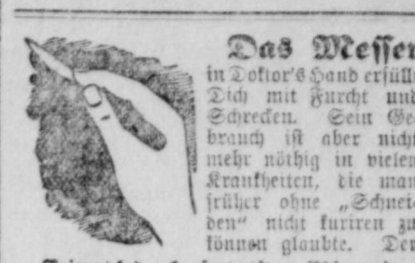 Das Messer
in Doktor's Hand erfüllt
Dich mit Furcht und
Schrecken. Sein Ge-
brauch ist aber nicht
mehr nöthig in vielen
Krankheiten, die man
früher ohne „Schnei-
den“ nicht kuriren zu
können glaubte. Der